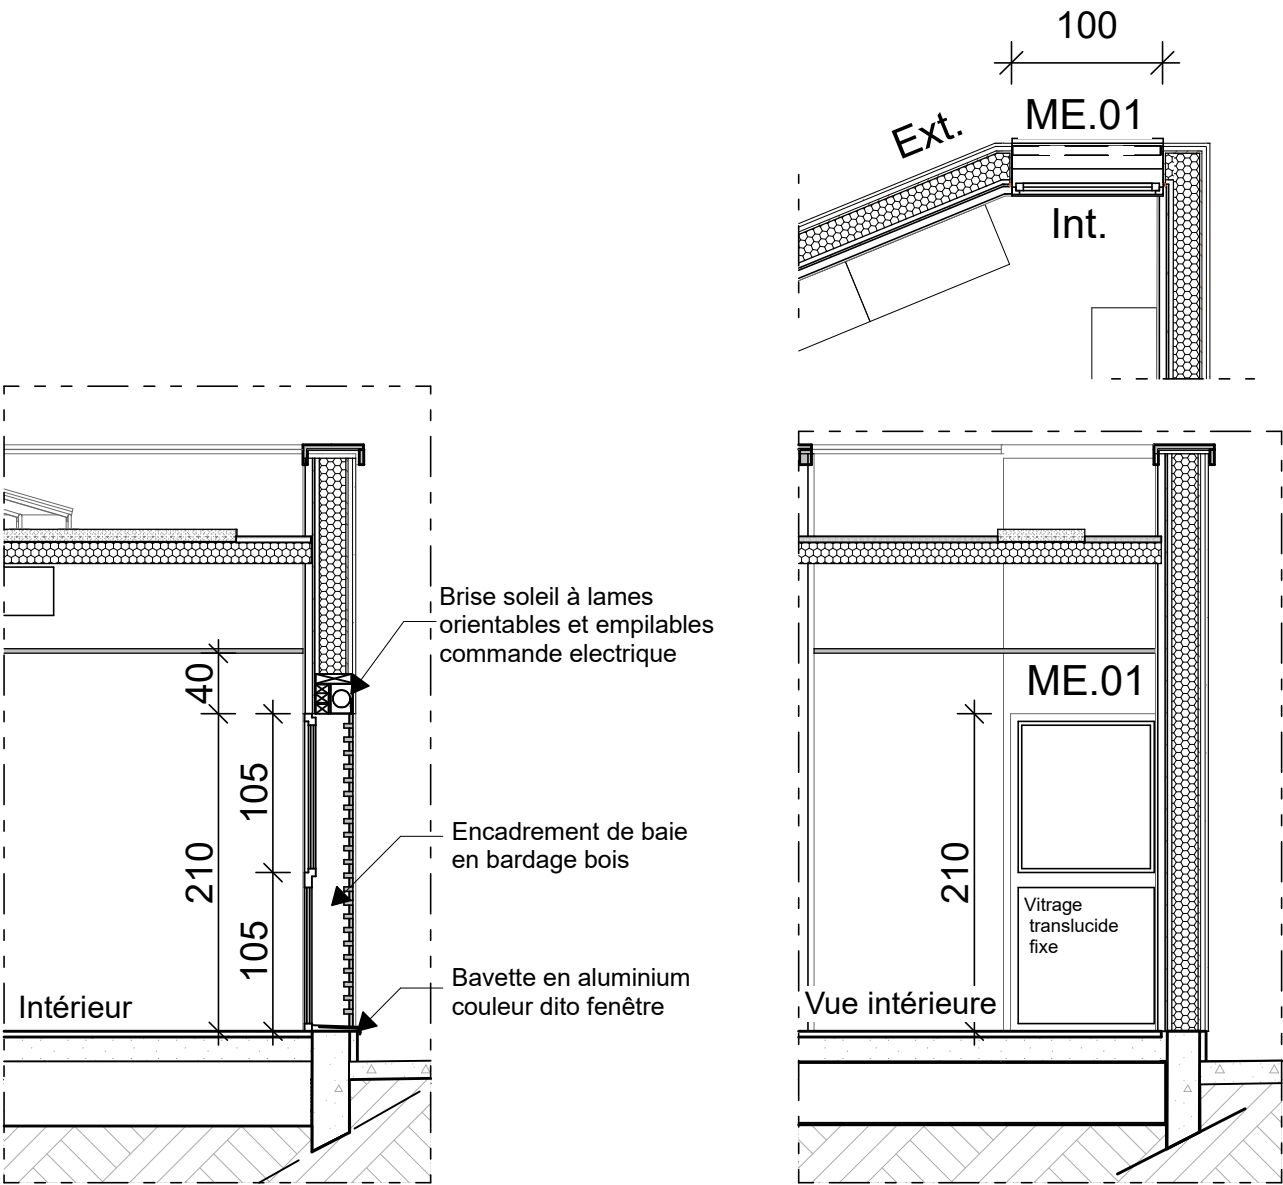 100
ME.01
Ext.
Int.
Brise soleil à lames
orientables et empilables
commande electrique
40
105
210
105
Encadrement de baie
en bardage bois
Bavette en aluminium
couleur dito fenêtre
Intérieur
ME.01
210
Vitrage
translucide
fixe
Vue intérieure